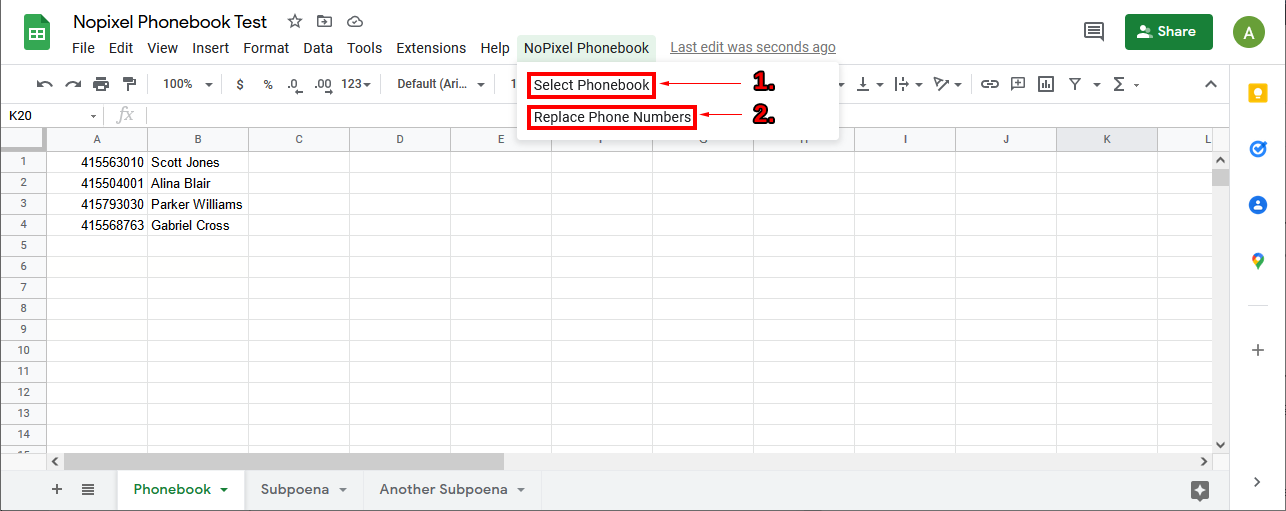 Nopixel Phonebook Test
File Edit View Insert Format Data Tools Extensions Help NoPixel Phonebook Last edit was seconds ago
Share
A
100% $ % .0 .00 123 Default (Ari... 1
Select Phonebook 1.
Replace Phone Numbers 2.
K20 fx
A B C D E F G H I J K L
1 415563010 Scott Jones
2 415504001 Alina Blair
3 415793030 Parker Williams
4 415568763 Gabriel Cross
5
6
7
8
9
10
11
12
13
14
15
Phonebook Subpoena Another Subpoena